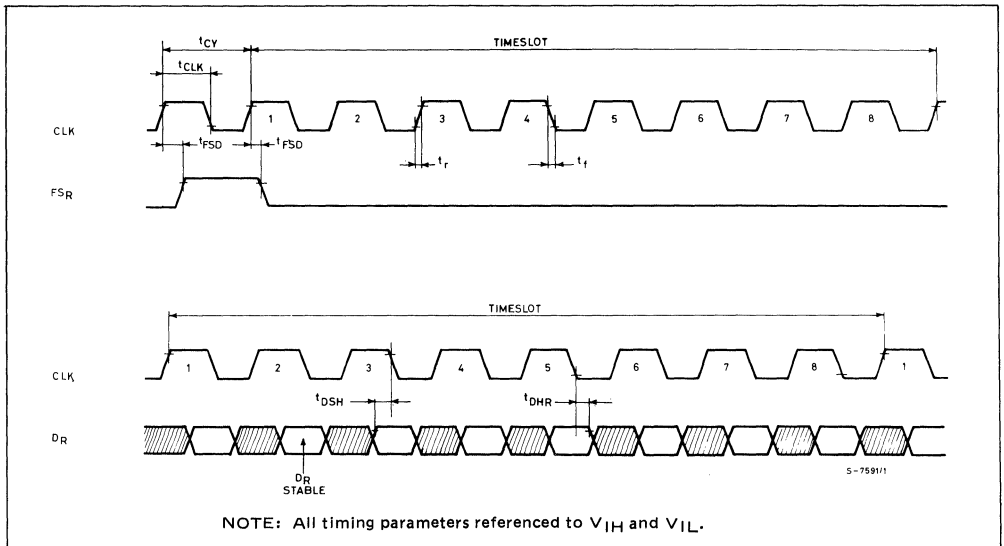 tCY
TIMESLOT
tCLK
CLK
1 2 3 4 5 6 7 8
tFSD
tFSD
tr
tf
FSR
TIMESLOT
CLK
1 2 3 4 5 6 7 8 1
tDSH
tDHR
DR
DR
STABLE
S-7591/1
NOTE: All timing parameters referenced to VIH and VIL.